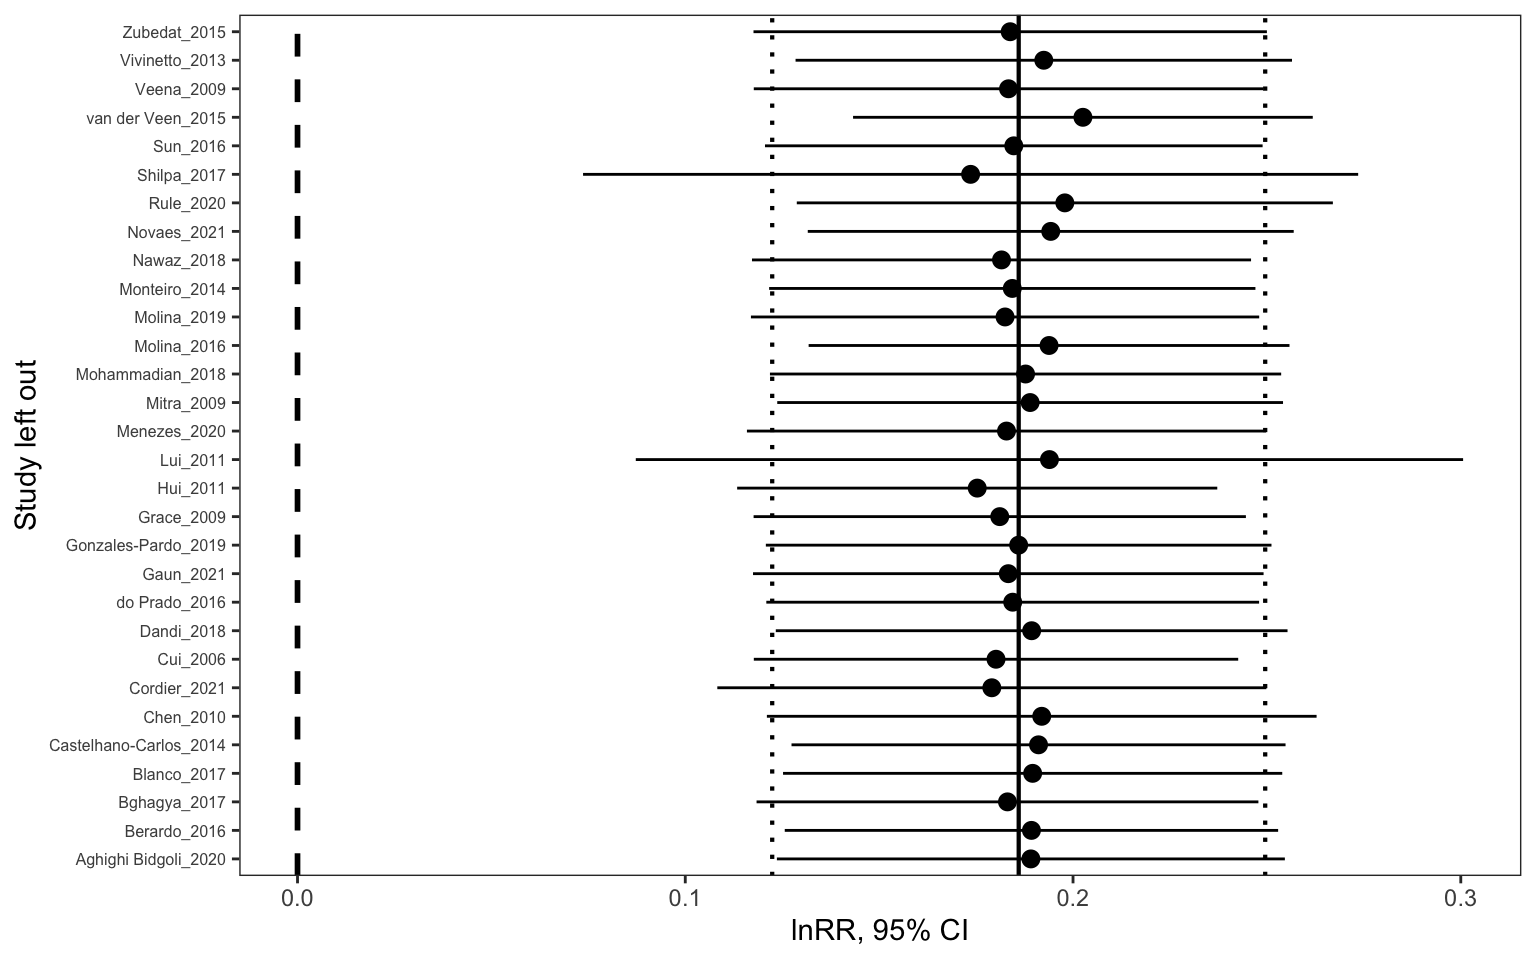 Study left out
Zubedat_2015
Vivinetto_2013
Veena_2009
van der Veen_2015
Sun_2016
Shilpa_2017
Rule_2020
Novaes_2021
Nawaz_2018
Monteiro_2014
Molina_2019
Molina_2016
Mohammadian_2018
Mitra_2009
Menezes_2020
Lui_2011
Hui_2011
Grace_2009
Gonzales-Pardo_2019
Gaun_2021
do Prado_2016
Dandi_2018
Cui_2006
Cordier_2021
Chen_2010
Castelhano-Carlos_2014
Blanco_2017
Bghagya_2017
Berardo_2016
Aghighi Bidgoli_2020
0.0 0.1 0.2 0.3
lnRR, 95% CI